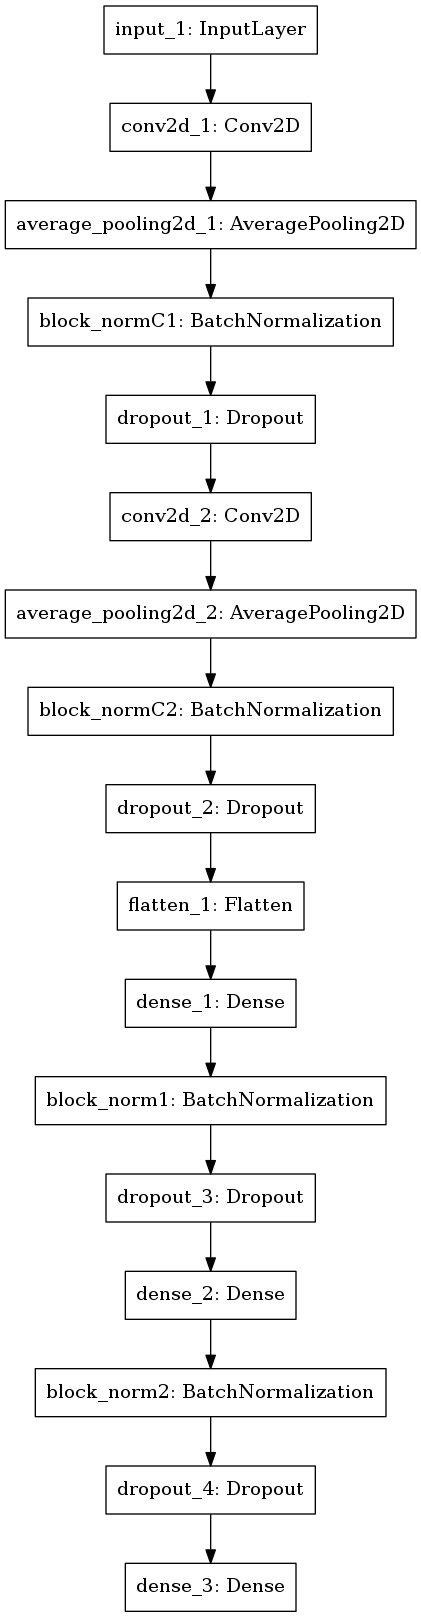 input_1: InputLayer
conv2d_1: Conv2D
average_pooling2d_1: AveragePooling2D
block_normC1: BatchNormalization
dropout_1: Dropout
conv2d_2: Conv2D
average_pooling2d_2: AveragePooling2D
block_normC2: BatchNormalization
dropout_2: Dropout
flatten_1: Flatten
dense_1: Dense
block_norm1: BatchNormalization
dropout_3: Dropout
dense_2: Dense
block_norm2: BatchNormalization
dropout_4: Dropout
dense_3: Dense